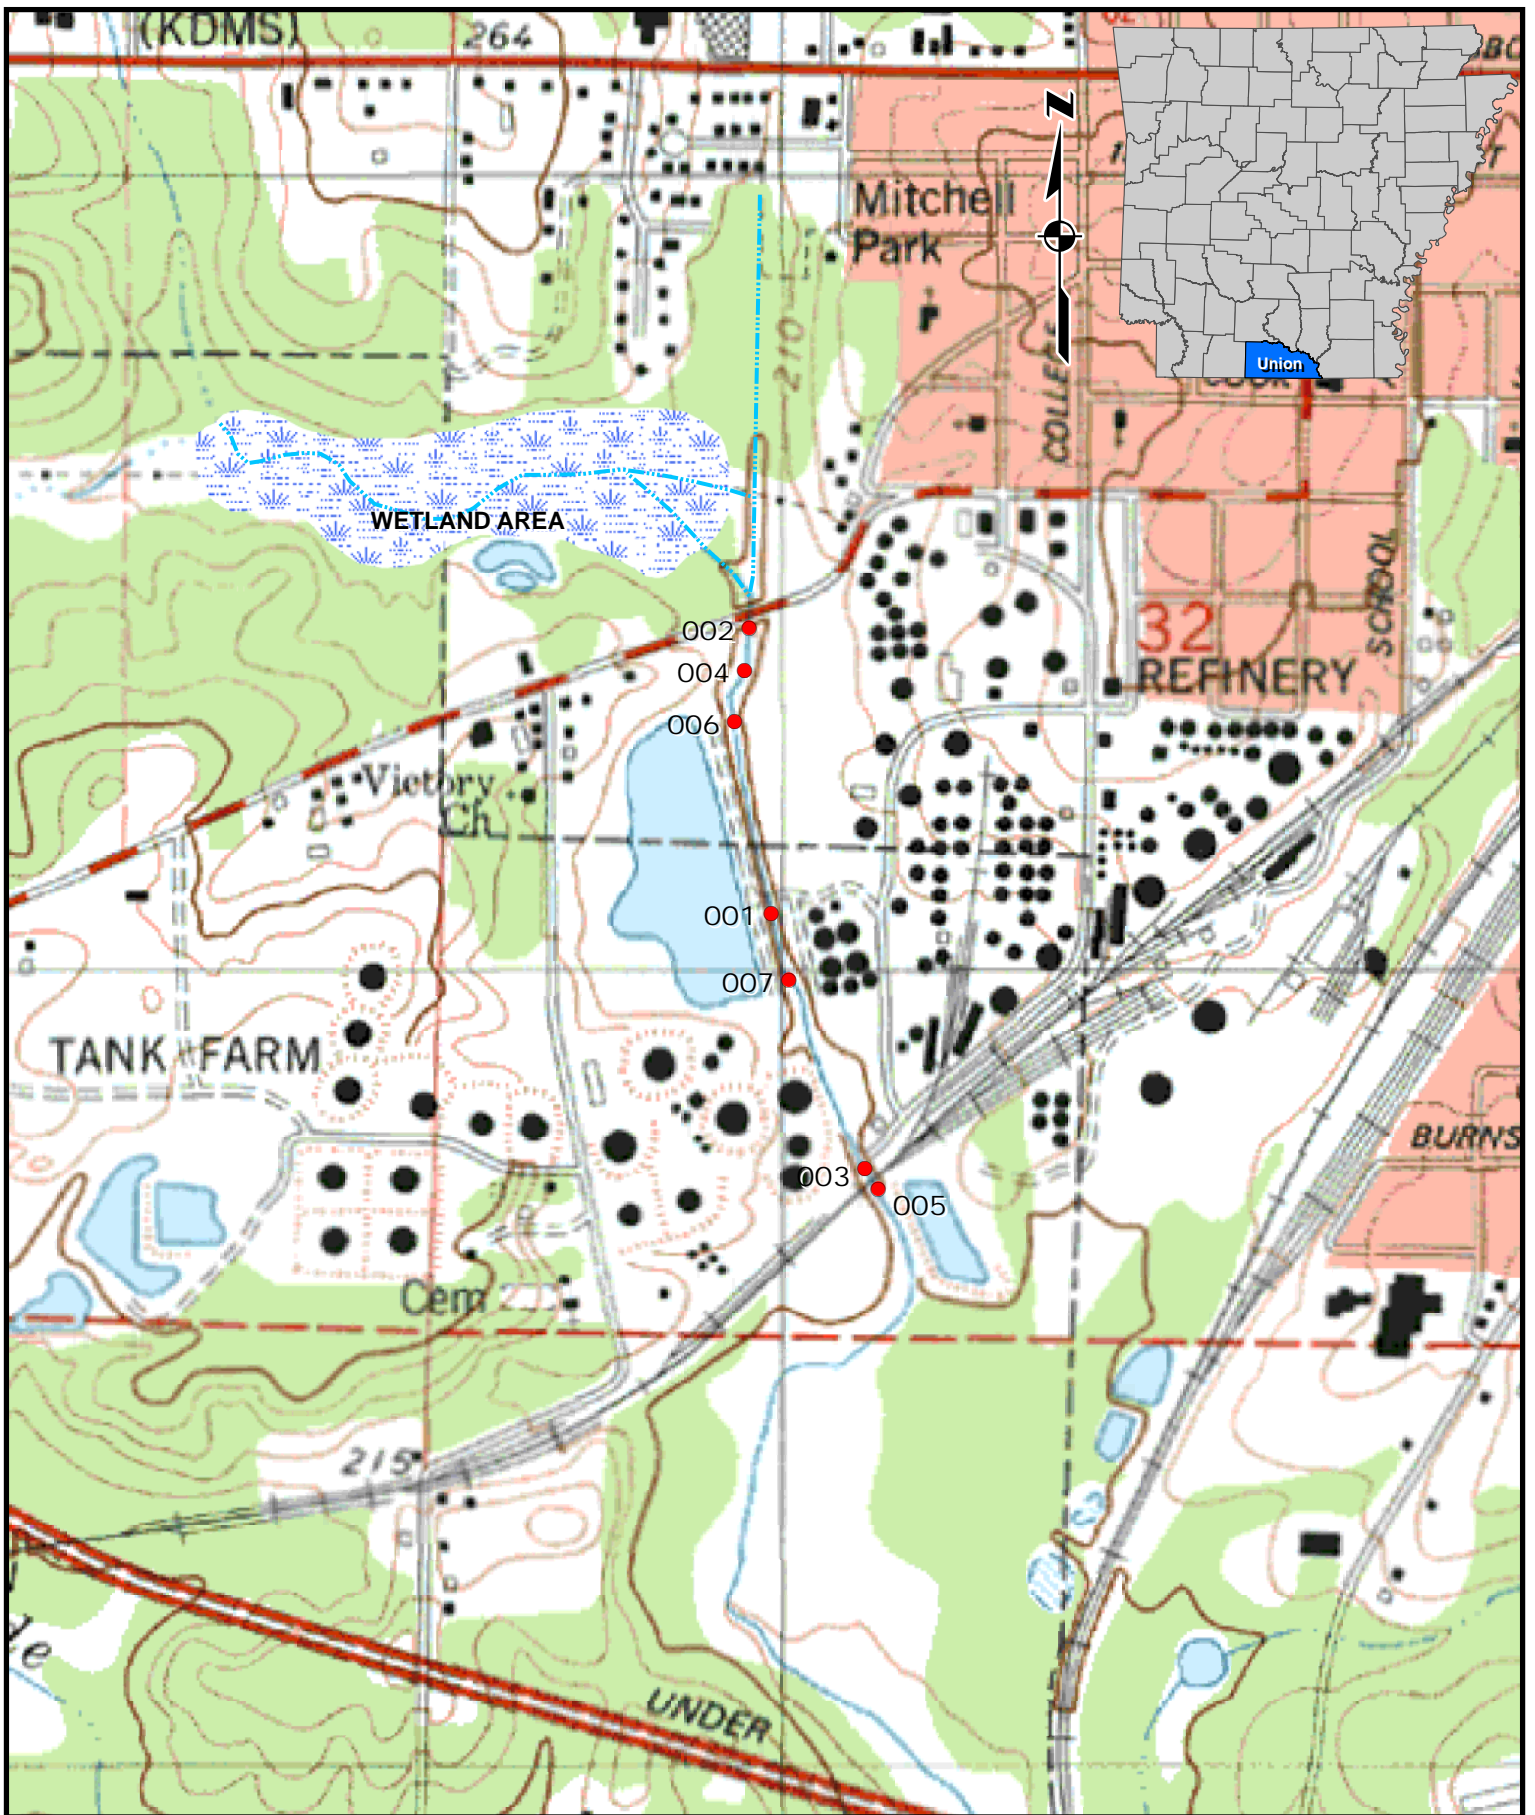 (KDMS)
264
N
Mitchell
Park
210
COLLEGE
Union
WETLAND AREA
SCHOOL
002
32
004
REFINERY
006
Victory
Ch
001
007
TANK FARM
BURNS
003
005
Cem
215
UNDER